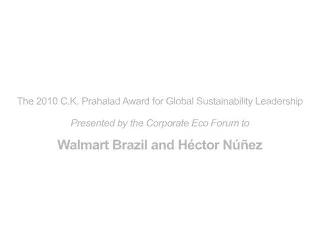 The 2010 C.K. Prahalad Award for Global Sustainability Leadership
Presented by the Corporate Eco Forum to
Walmart Brazil and Héctor Núñez